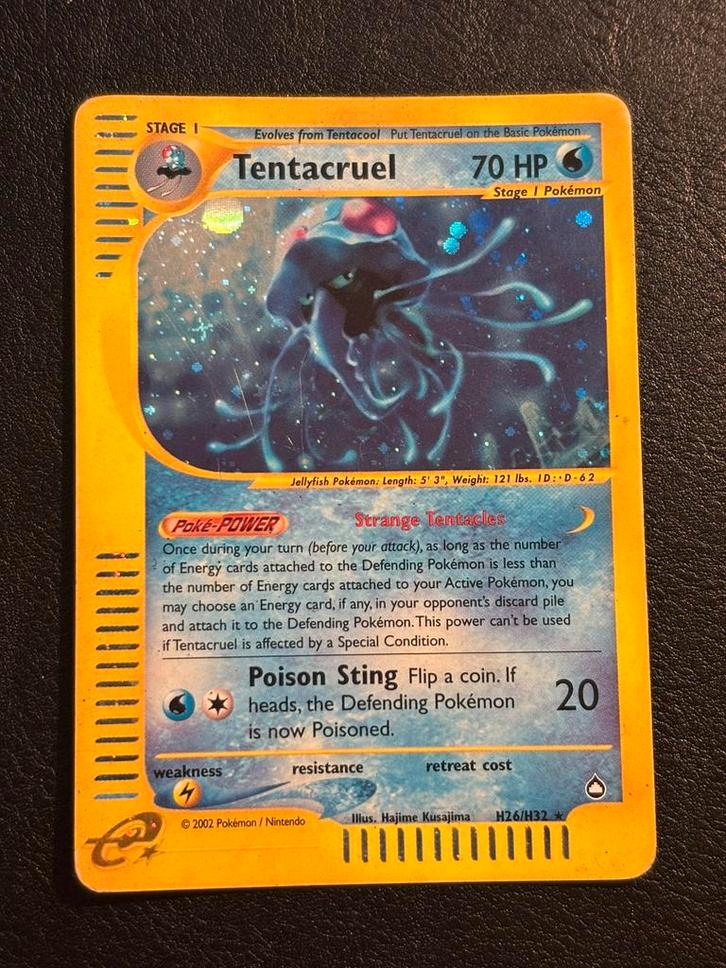 STAGE 1
Evolves from Tentacool Put Tentacruel on the Basic Pokémon
Tentacruel 70 HP
Stage 1 Pokémon
Jellyfish Pokémon. Length: 5' 3", Weight: 121 lbs. ID: · D-62
Poké-POWER Strange Tentacles
Once during your turn (before your attack), as long as the number
of Energy cards attached to the Defending Pokémon is less than
the number of Energy cards attached to your Active Pokémon, you
may choose an Energy card, if any, in your opponent's discard pile
and attach it to the Defending Pokémon. This power can't be used
if Tentacruel is affected by a Special Condition.
Poison Sting Flip a coin. If
heads, the Defending Pokémon 20
is now Poisoned.
weakness resistance retreat cost
© 2002 Pokémon / Nintendo Illus. Hajime Kusajima H26/H32 ★
e